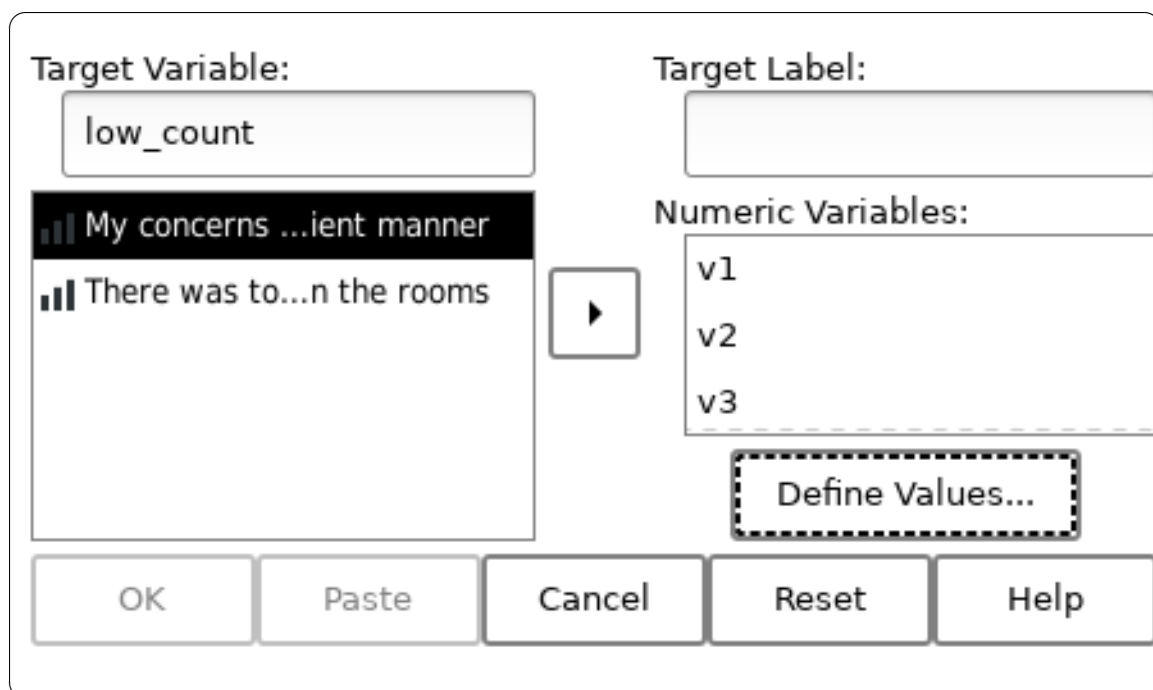 Target Variable:
low_count
My concerns ...ient manner
There was to...n the rooms
Target Label:
Numeric Variables:
v1
v2
v3
Define Values...
OK
Paste
Cancel
Reset
Help